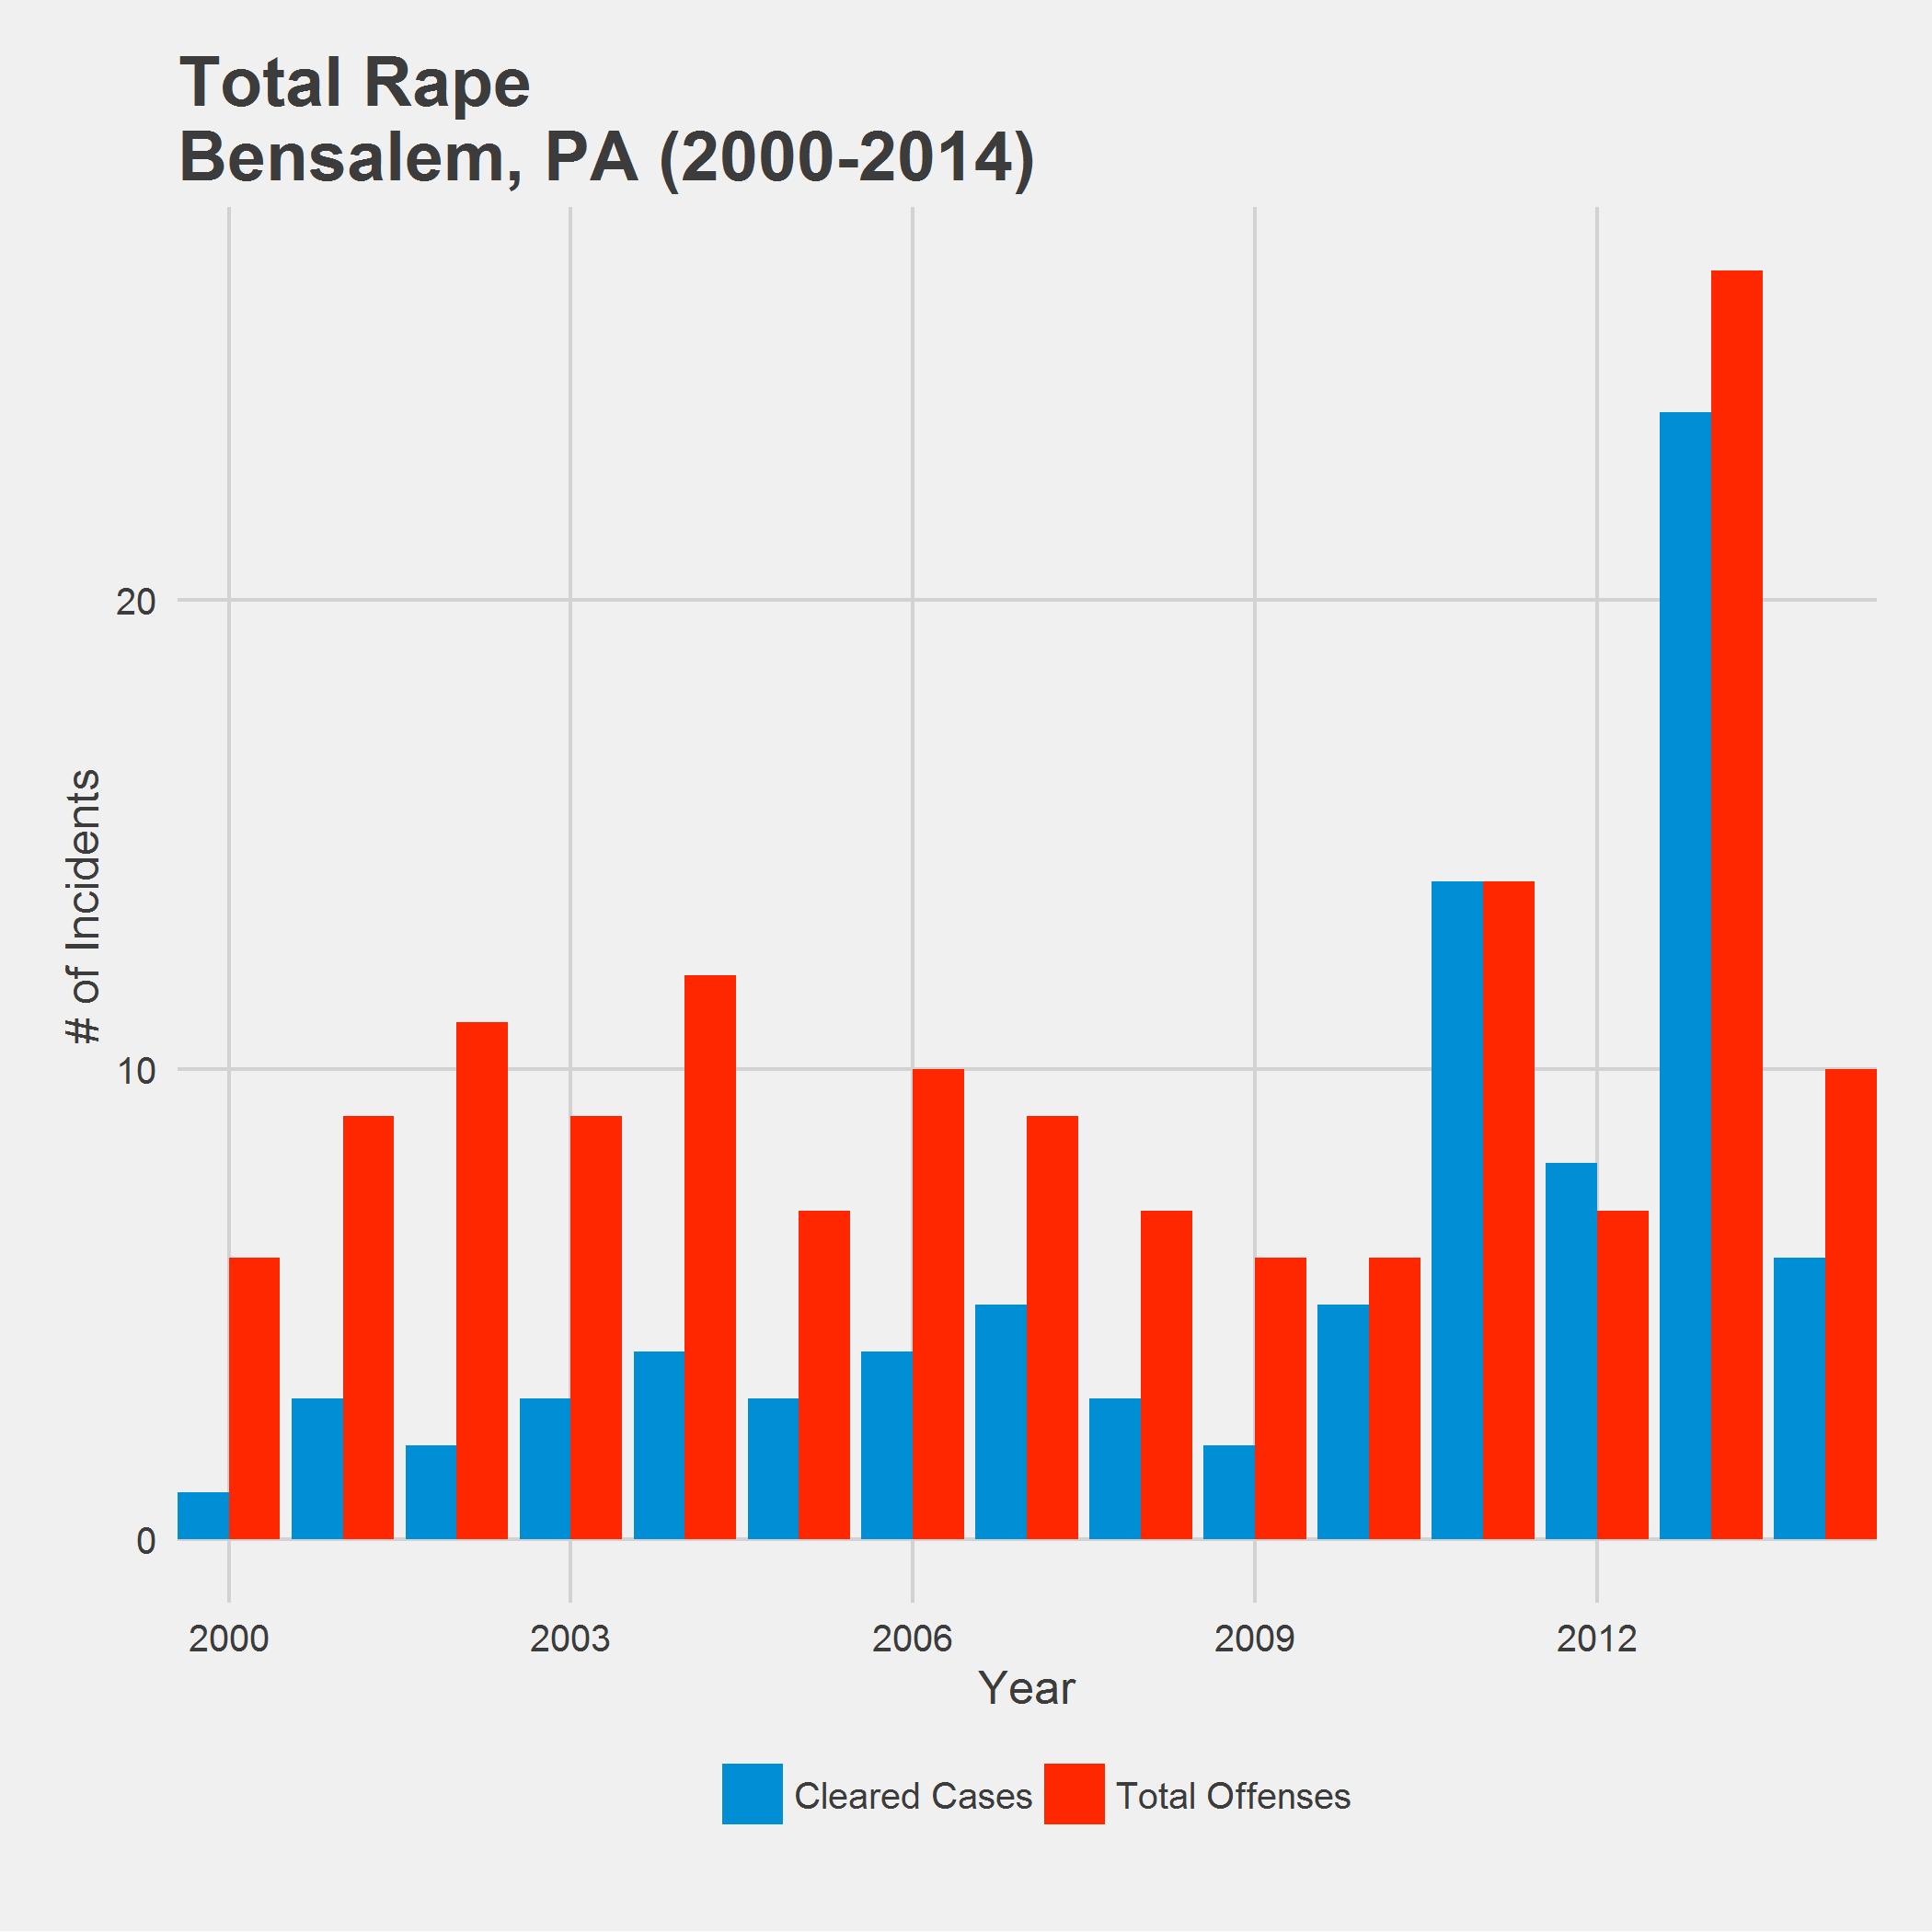 Total Rape
Bensalem, PA (2000-2014)
# of Incidents
20
10
0
2000 2003 2006 2009 2012
Year
Cleared Cases Total Offenses